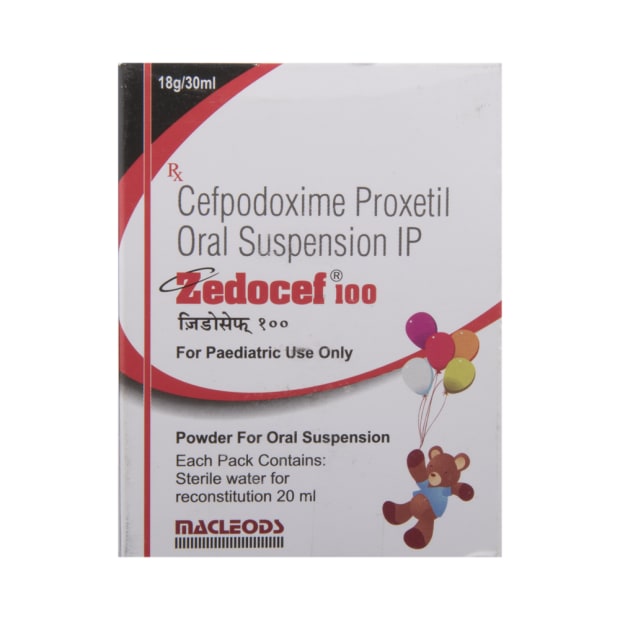 18g/30ml
Rx
Cefpodoxime Proxetil
Oral Suspension IP
Zedocef® 100
ज़िडोसेफ् १००
For Paediatric Use Only
Powder For Oral Suspension
Each Pack Contains:
Sterile water for
reconstitution 20 ml
MACLEODS